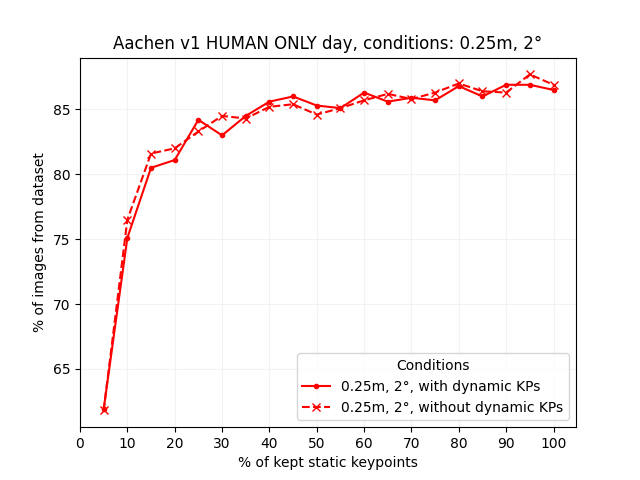 Aachen v1 HUMAN ONLY day, conditions: 0.25m, 2°
% of images from dataset
85
80
75
70
65
Conditions
0.25m, 2°, with dynamic KPs
0.25m, 2°, without dynamic KPs
0 10 20 30 40 50 60 70 80 90 100
% of kept static keypoints